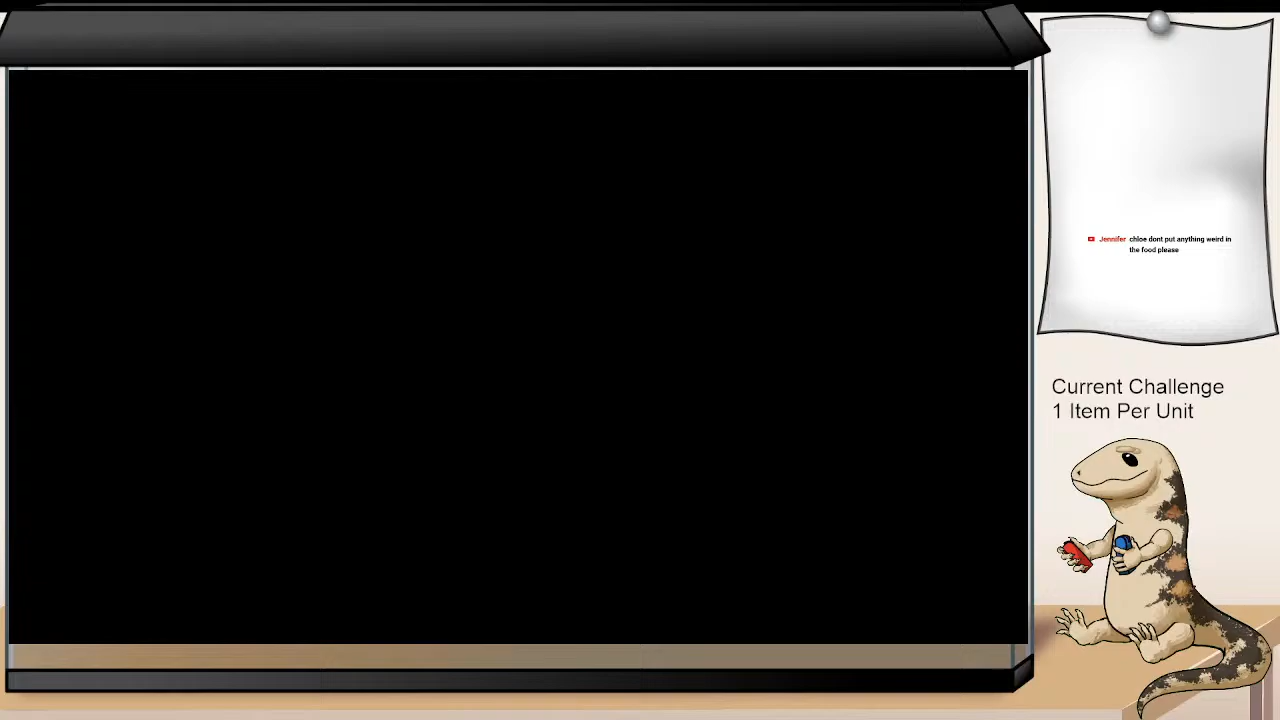 Jennifer chloe dont put anything weird in
the food please
Current Challenge
1 Item Per Unit